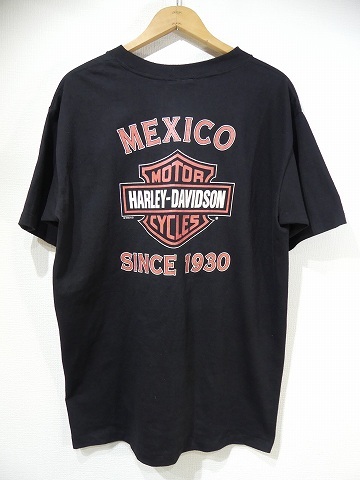 MEXICO
MOTOR
HARLEY-DAVIDSON
CYCLES
SINCE 1930